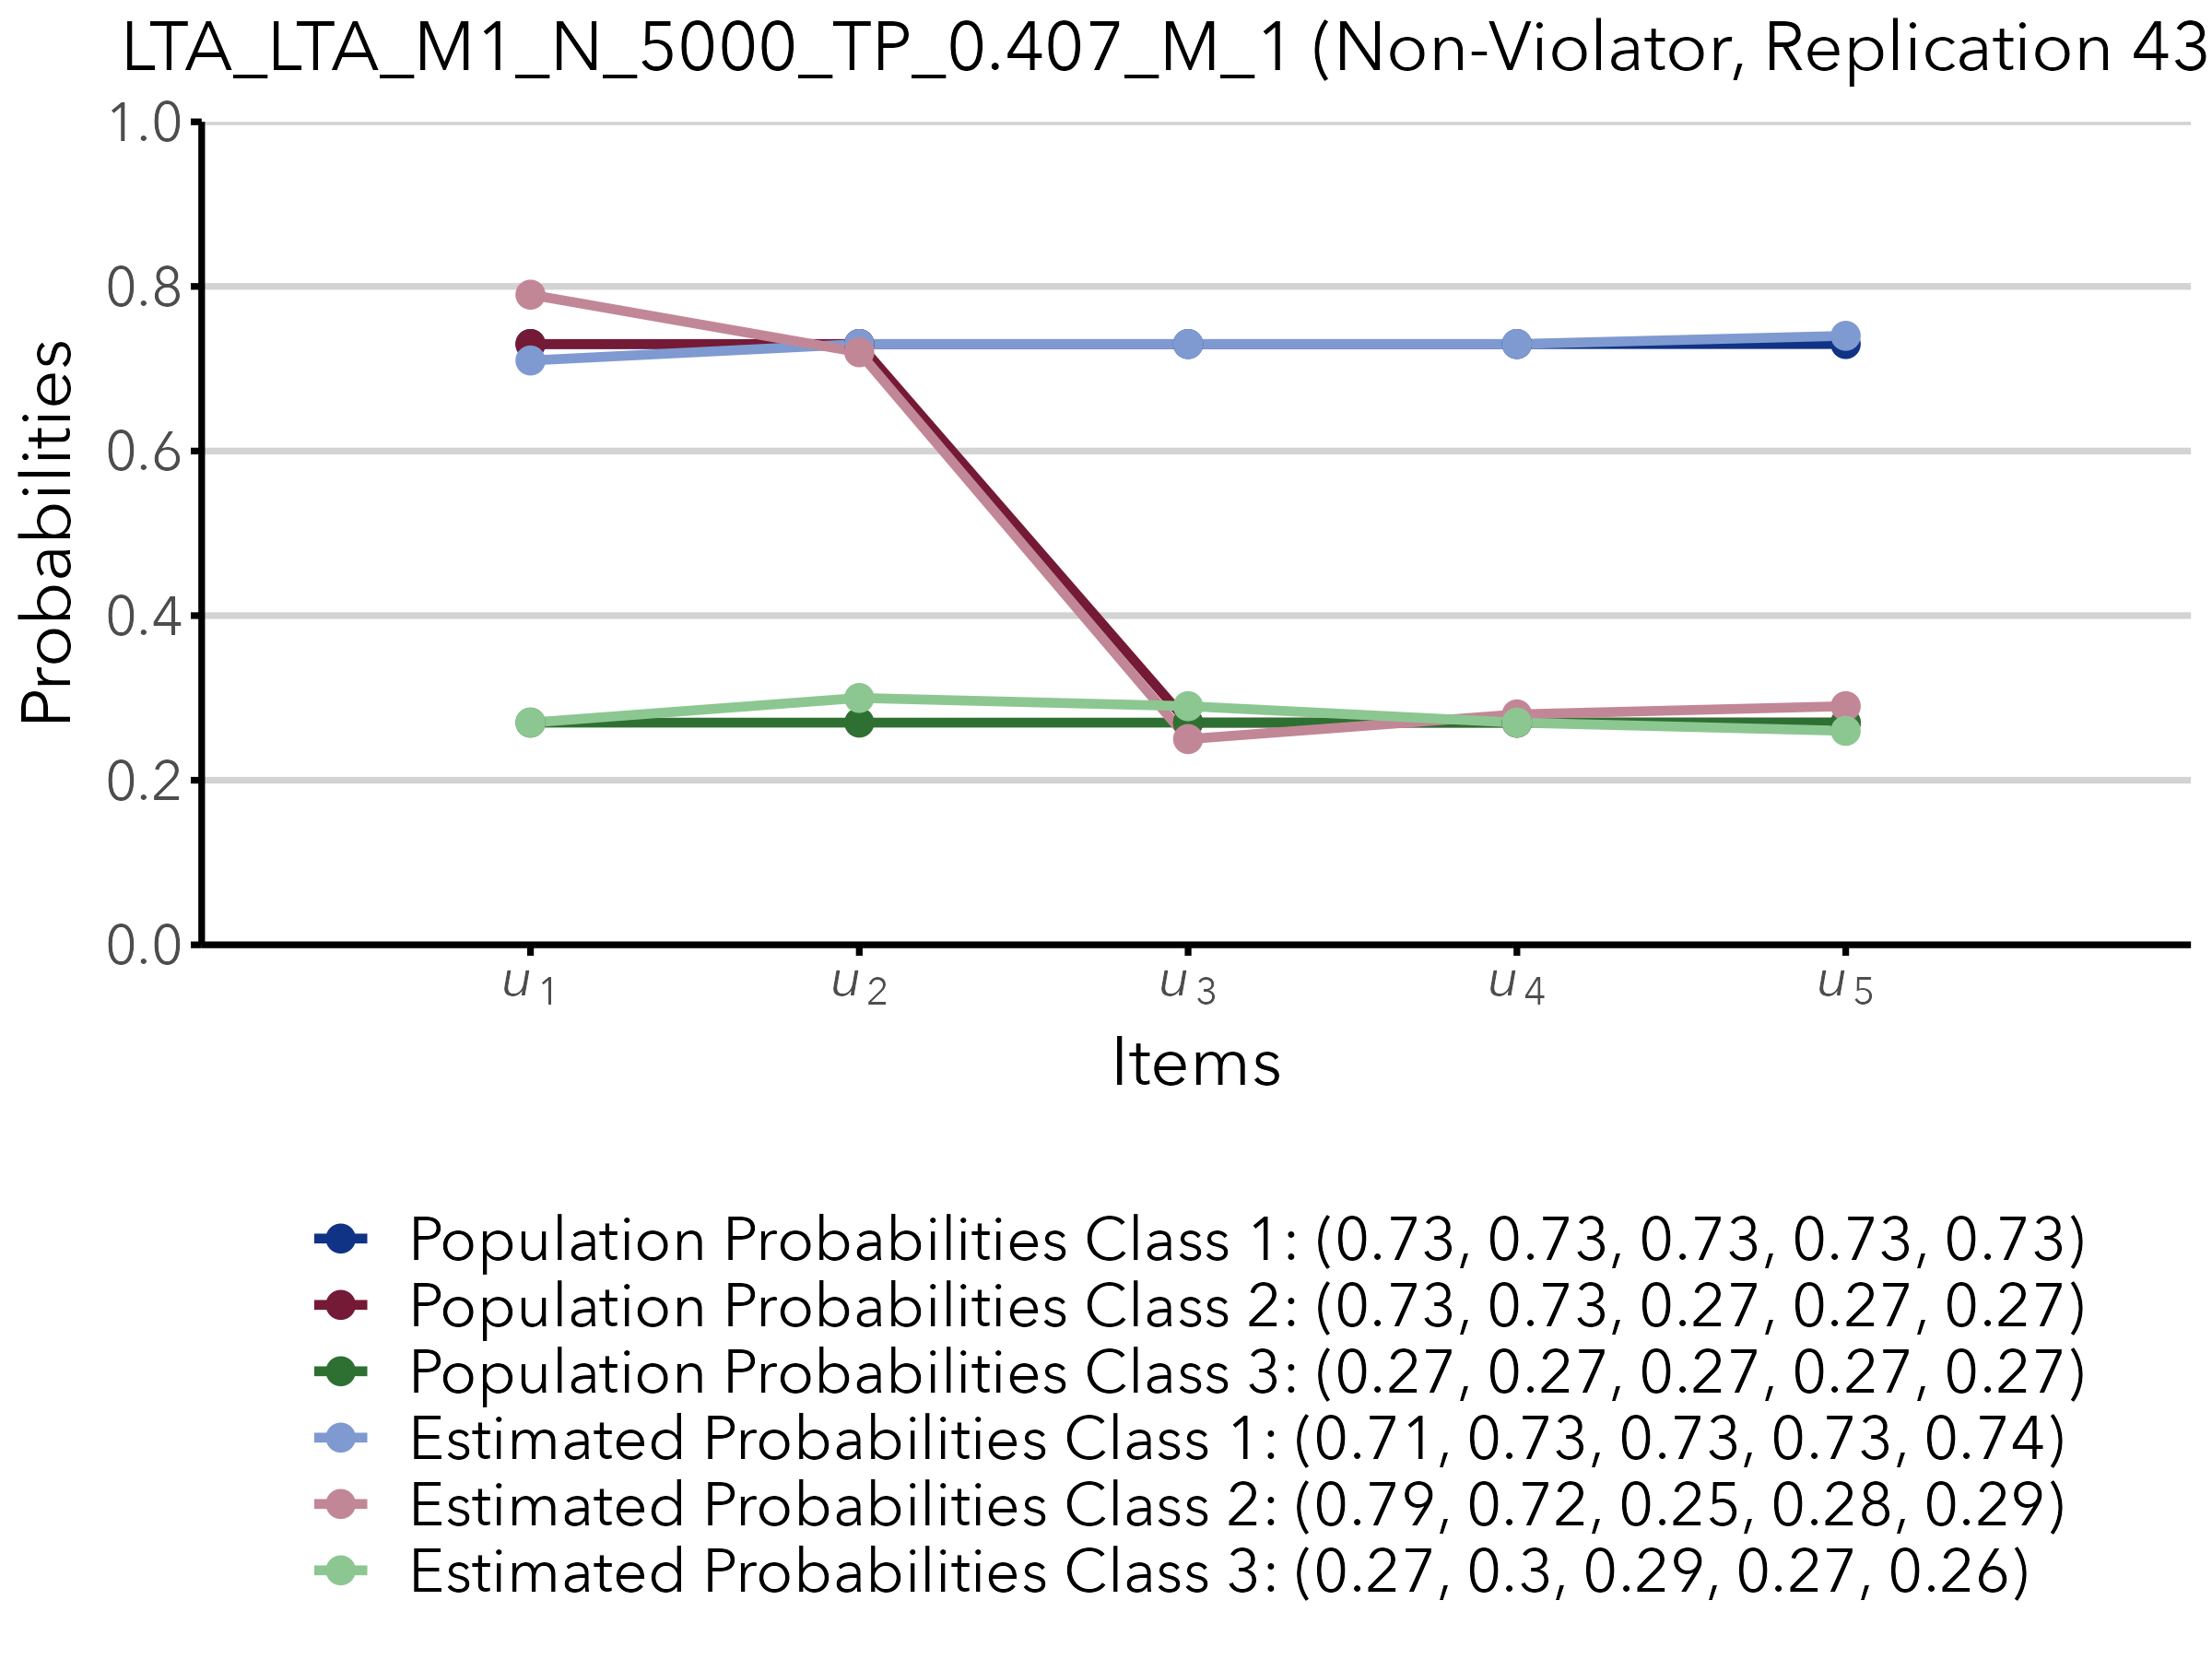 LTA_LTA_M1_N_5000_TP_0.407_M_1 (Non-Violator, Replication 43
1.0
0.8
0.6
0.4
0.2
0.0
Probabilities
u1
u2
u3
u4
u5
Items
Population Probabilities Class 1: (0.73, 0.73, 0.73, 0.73, 0.73)
Population Probabilities Class 2: (0.73, 0.73, 0.27, 0.27, 0.27)
Population Probabilities Class 3: (0.27, 0.27, 0.27, 0.27, 0.27)
Estimated Probabilities Class 1: (0.71, 0.73, 0.73, 0.73, 0.74)
Estimated Probabilities Class 2: (0.79, 0.72, 0.25, 0.28, 0.29)
Estimated Probabilities Class 3: (0.27, 0.3, 0.29, 0.27, 0.26)